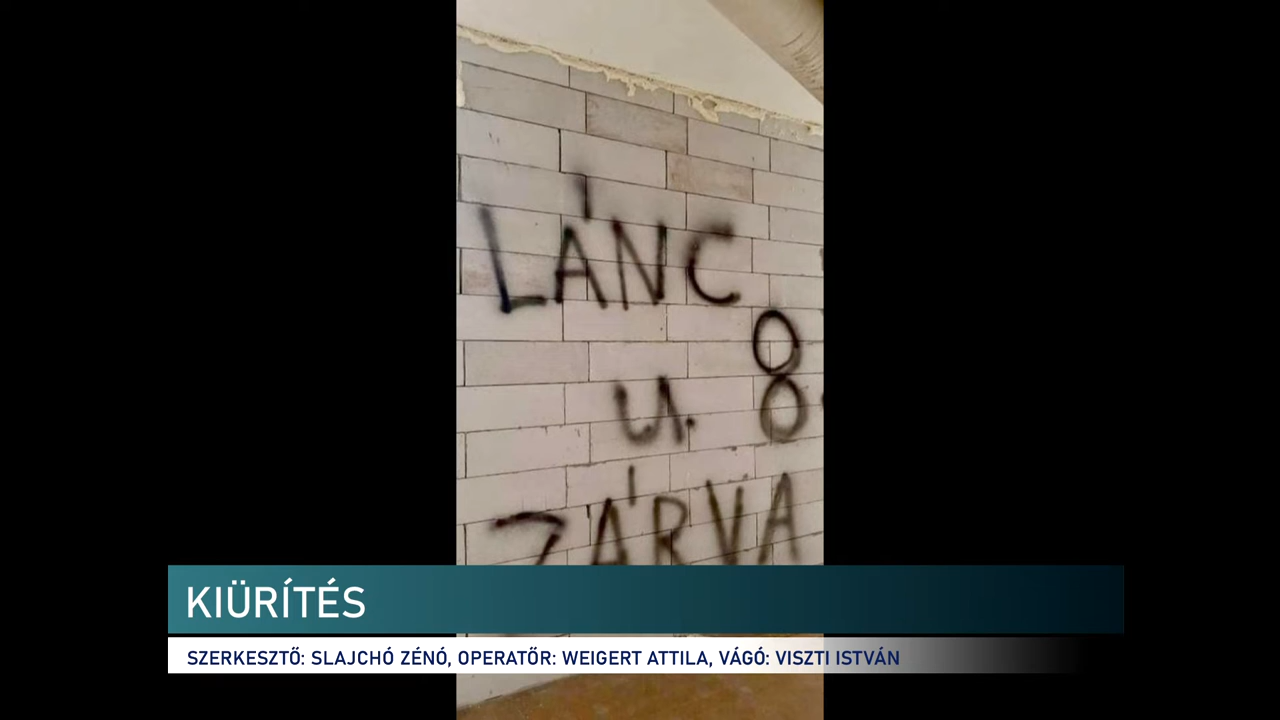 LÁNC
u. 8
ZÁRVA
KIÜRÍTÉS
SZERKESZTŐ: SLAJCHÓ ZÉNÓ, OPERATŐR: WEIGERT ATTILA, VÁGÓ: VISZTI ISTVÁN